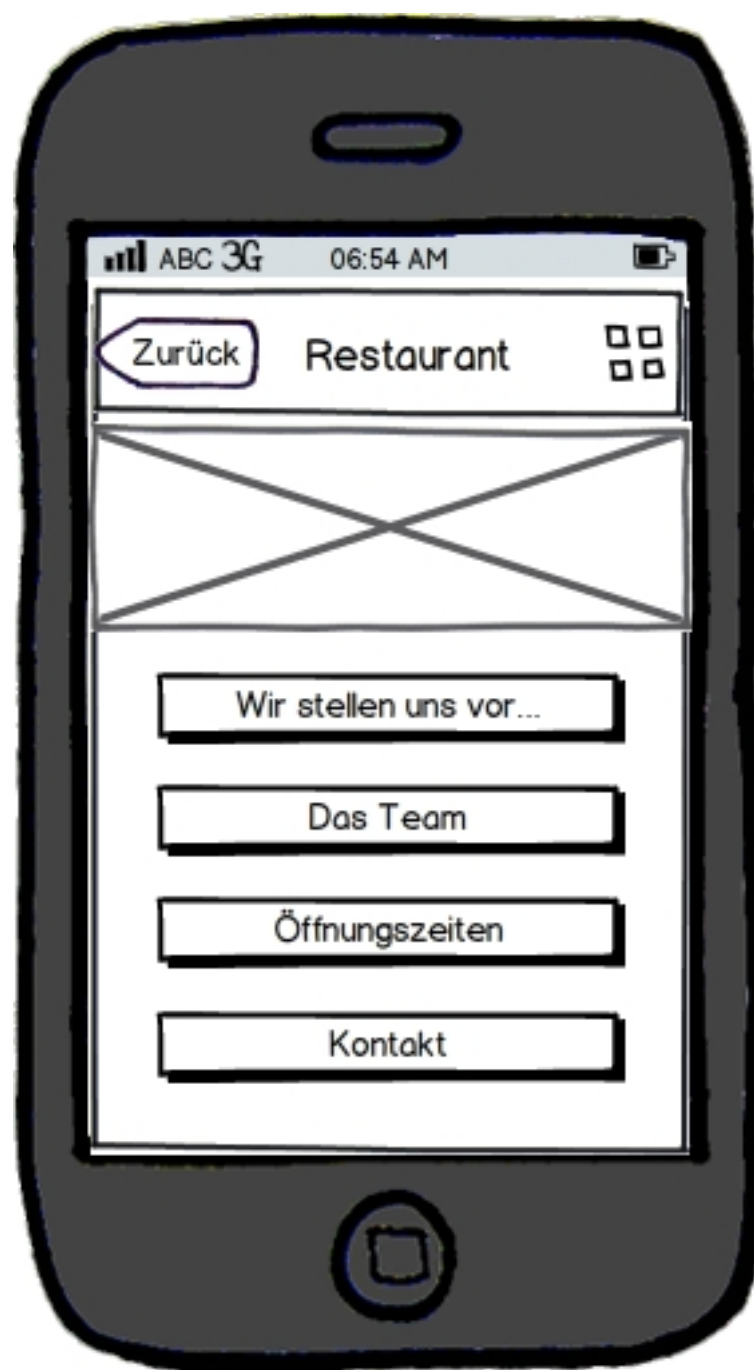 ABC 3G 06:54 AM
Zurück Restaurant
Wir stellen uns vor...
Das Team
Öffnungszeiten
Kontakt